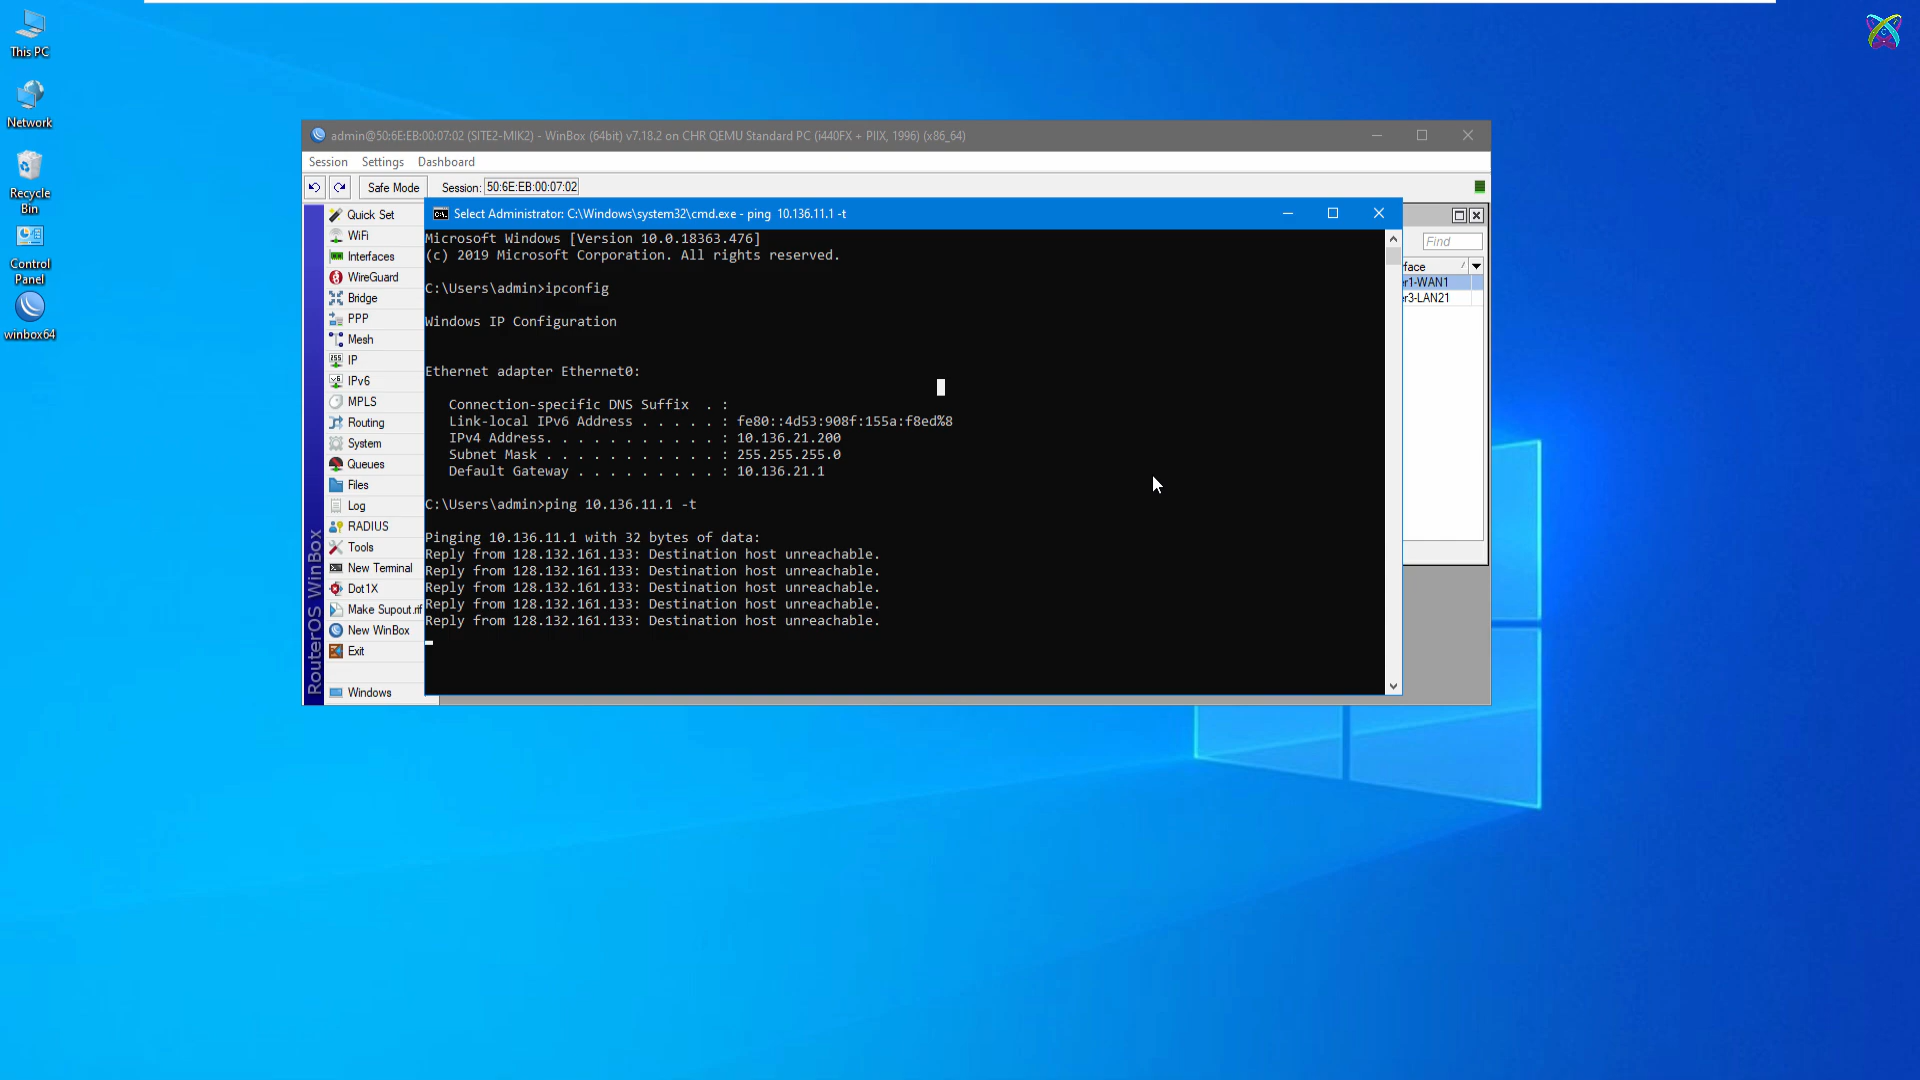 This PC
Network
Recycle
Bin
Control
Panel
winbox64
admin@50:6E:EB:00:07:02 (SITE2-MIK2) - WinBox (64bit) v7.18.2 on CHR QEMU Standard PC (i440FX + PIIX, 1996) (x86_64)
Session Settings Dashboard
Safe Mode Session: 50:6E:EB:00:07:02
Quick Set
WiFi
Interfaces
WireGuard
Bridge
PPP
Mesh
IP
IPv6
MPLS
Routing
System
Queues
Files
Log
RADIUS
Tools
New Terminal
Dot1X
Make Supout.rif
New WinBox
Exit
Windows
RouterOS WinBox
Select Administrator: C:\Windows\system32\cmd.exe - ping 10.136.11.1 -t
Microsoft Windows [Version 10.0.18363.476]
(c) 2019 Microsoft Corporation. All rights reserved.
C:\Users\admin>ipconfig
Windows IP Configuration
Ethernet adapter Ethernet0:
Connection-specific DNS Suffix . :
Link-local IPv6 Address . . . . . : fe80::4d53:908f:155a:f8ed%8
IPv4 Address. . . . . . . . . . . : 10.136.21.200
Subnet Mask . . . . . . . . . . . : 255.255.255.0
Default Gateway . . . . . . . . . : 10.136.21.1
C:\Users\admin>ping 10.136.11.1 -t
Pinging 10.136.11.1 with 32 bytes of data:
Reply from 128.132.161.133: Destination host unreachable.
Reply from 128.132.161.133: Destination host unreachable.
Reply from 128.132.161.133: Destination host unreachable.
Reply from 128.132.161.133: Destination host unreachable.
Reply from 128.132.161.133: Destination host unreachable.
Find
face
r1-WAN1
r3-LAN21